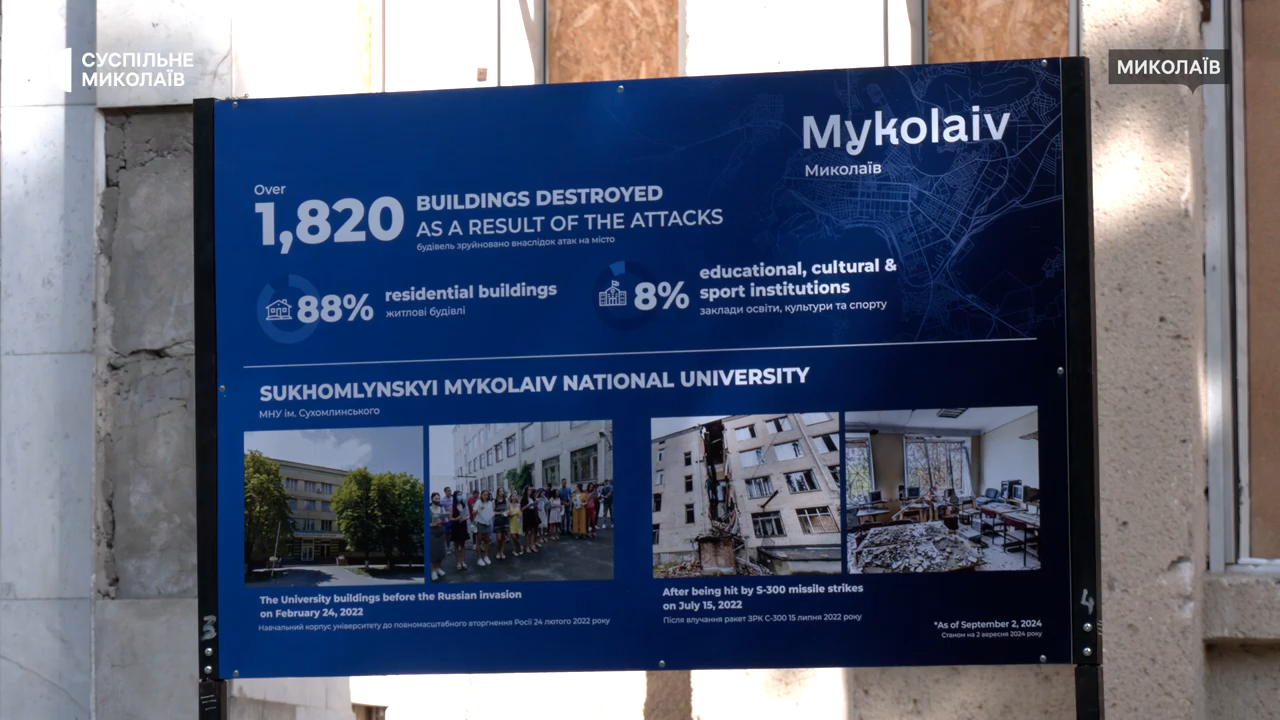 СУСПІЛЬНЕ
МИКОЛАЇВ
МИКОЛАЇВ
Mykolaiv
Миколаїв
Over
1,820
BUILDINGS DESTROYED
AS A RESULT OF THE ATTACKS
будівель зруйновано внаслідок атак на місто
88%
residential buildings
житлові будівлі
8%
educational, cultural &
sport institutions
заклади освіти, культури та спорту
SUKHOMLYNSKYI MYKOLAIV NATIONAL UNIVERSITY
МНУ ім. Сухомлинського
The University buildings before the Russian invasion
on February 24, 2022
Навчальний корпус університету до повномасштабного вторгнення Росії 24 лютого 2022 року
After being hit by S-300 missile strikes
on July 15, 2022
Після влучання ракет ЗРК С-300 15 липня 2022 року
*As of September 2, 2024
Станом на 2 вересня 2024 року
3
4